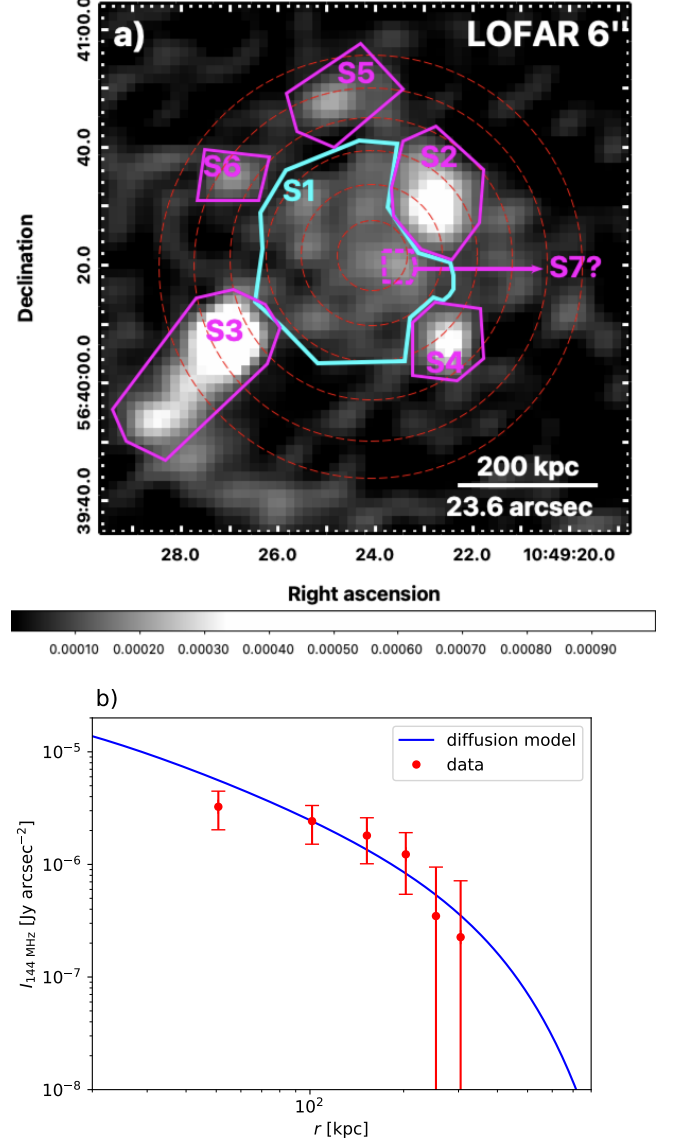 a)
LOFAR 6"
S5
S6
S2
S1
S7?
S3
S4
200 kpc
23.6 arcsec
41:00.0
40.0
20.0
56:40:00.0
39:40.0
Declination
28.0 26.0 24.0 22.0 10:49:20.0
Right ascension
0.00010 0.00020 0.00030 0.00040 0.00050 0.00060 0.00070 0.00080 0.00090
b)
diffusion model
data
10⁻⁵
10⁻⁶
10⁻⁷
10⁻⁸
I₁₄₄ MHz [Jy arcsec⁻²]
10²
r [kpc]